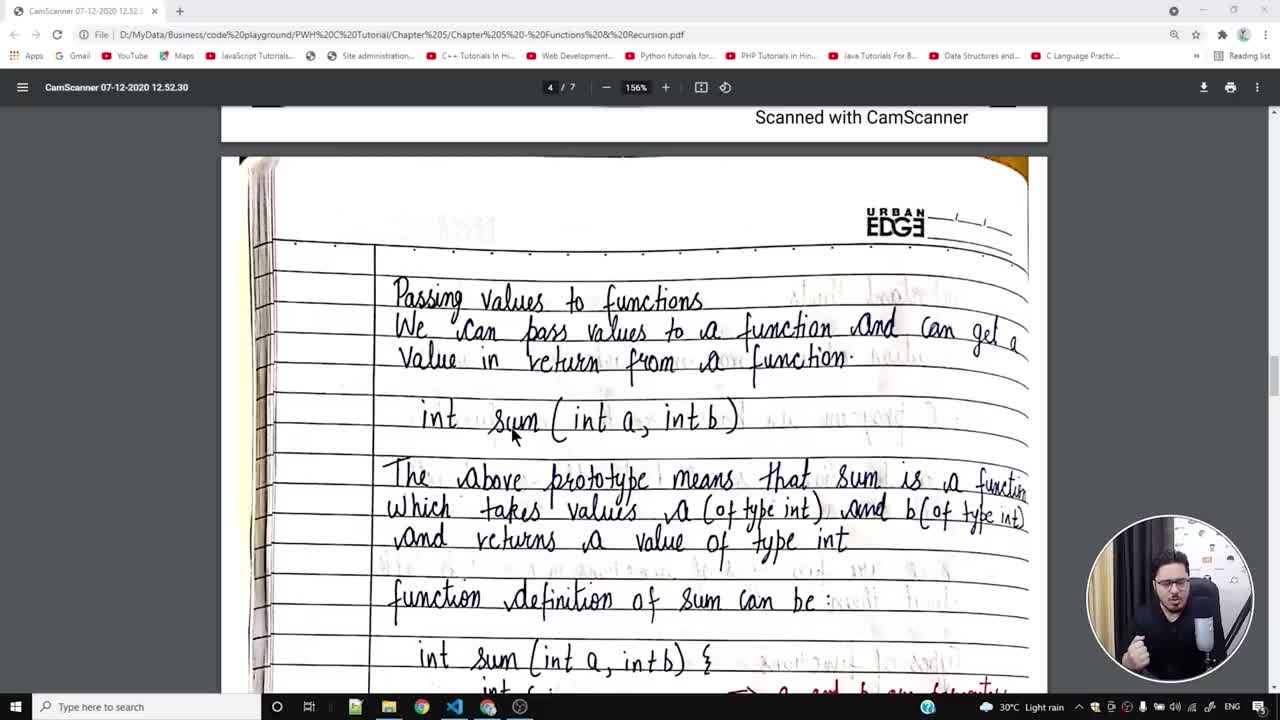 CamScanner 07-12-2020 12.52.3
File
D:/MyData/Business/code%20playground/PWH%20C%20Tutorial/Chapter%205/Chapter%205%20-%20Functions%20&%20Recursion.pdf
Apps Gmail YouTube Maps JavaScript Tutorials... Site administration... C++ Tutorials In Hi... Web Development... Python tutorials for... PHP Tutorials in Hin... Java Tutorials For B... Data Structures and... C Language Practic... » Reading list
CamScanner 07-12-2020 12.52.30
4 / 7
156%
Scanned with CamScanner
URBAN
EDGE
Passing values to functions
We can pass values to a function and can get a
value in return from a function.
int sum (int a, int b)
The above prototype means that sum is a function
which takes values a (of type int) and b (of type int)
and returns a value of type int
function definition of sum can be:
int sum (int a, int b) {
Type here to search
30°C Light rain
ENG